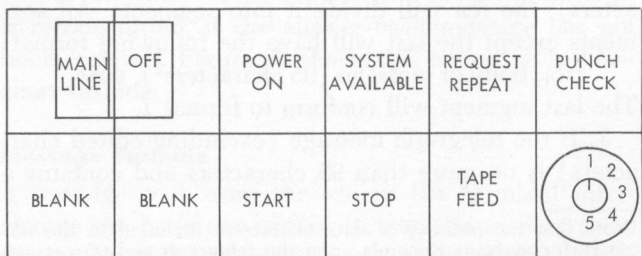 MAIN OFF POWER SYSTEM REQUEST PUNCH
LINE ON AVAILABLE REPEAT CHECK
BLANK BLANK START STOP TAPE
FEED
1 2 3 4 5